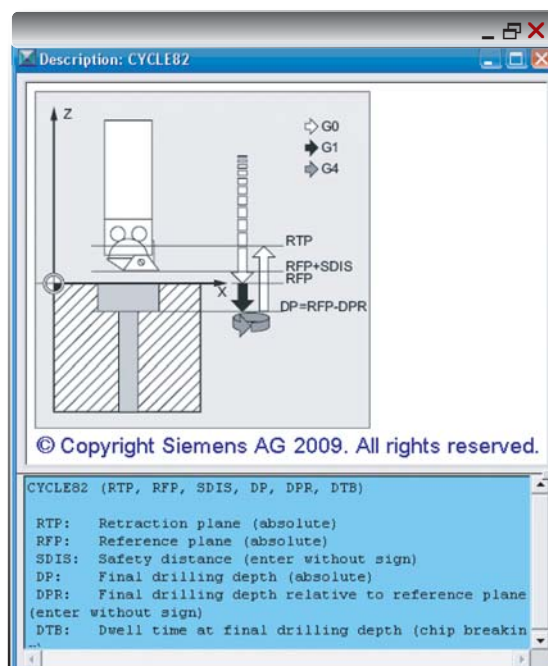 Description: CYCLE82
Z
G0
G1
G4
RTP
RFP+SDIS
RFP
X
DP=RFP-DPR
© Copyright Siemens AG 2009. All rights reserved.
CYCLE82 (RTP, RFP, SDIS, DP, DPR, DTB)
RTP: Retraction plane (absolute)
RFP: Reference plane (absolute)
SDIS: Safety distance (enter without sign)
DP: Final drilling depth (absolute)
DPR: Final drilling depth relative to reference plane
(enter without sign)
DTB: Dwell time at final drilling depth (chip breakin